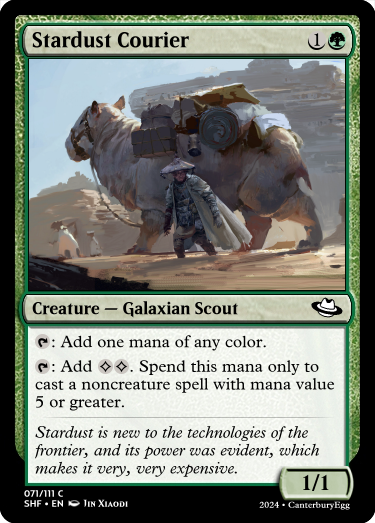 Stardust Courier 1
Creature — Galaxian Scout
: Add one mana of any color.
: Add . Spend this mana only to
cast a noncreature spell with mana value
5 or greater.
Stardust is new to the technologies of the
frontier, and its power was evident, which
makes it very, very expensive.
1/1
071/111 C
SHF • EN Jin Xiaodi
2024 • CanterburyEgg